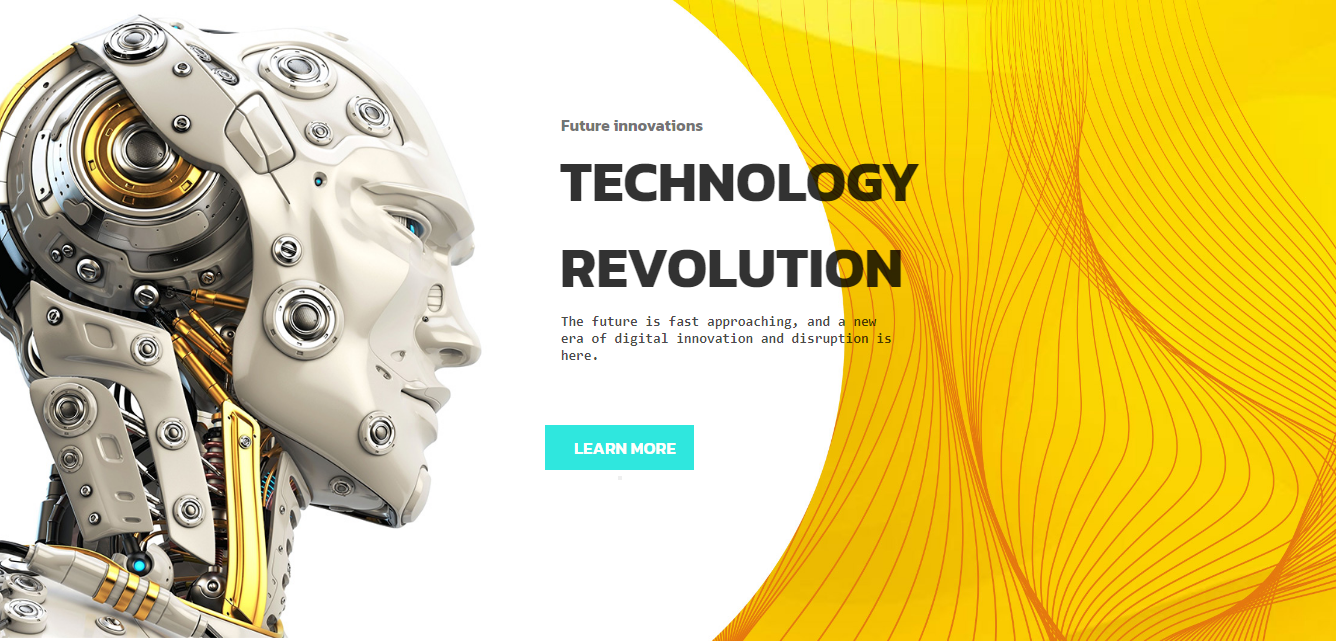 Future innovations
TECHNOLOGY
REVOLUTION
The future is fast approaching, and a new
era of digital innovation and disruption is
here.
LEARN MORE